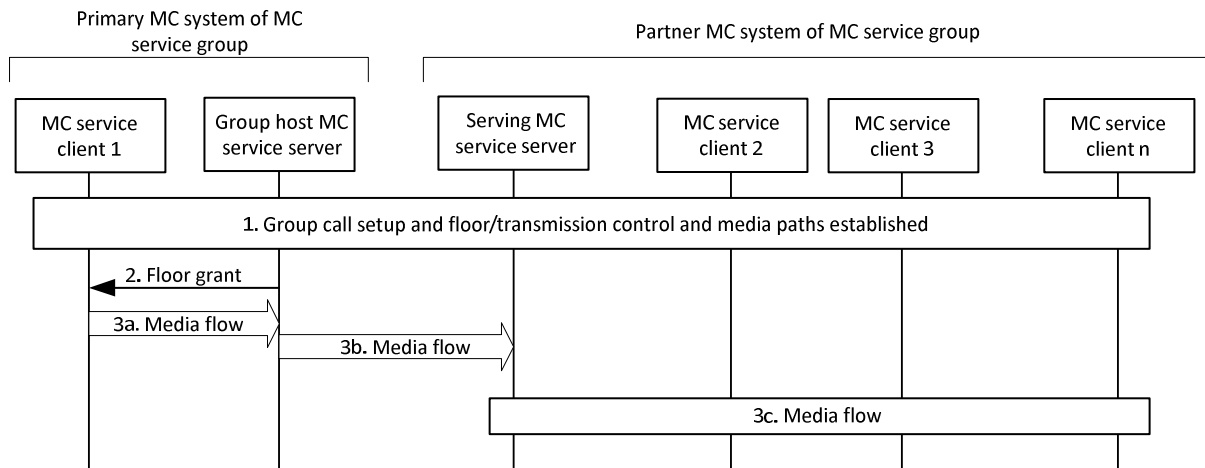 Primary MC system of MC
service group
Partner MC system of MC service group
MC service
client 1
Group host MC
service server
Serving MC
service server
MC service
client 2
MC service
client 3
MC service
client n
1. Group call setup and floor/transmission control and media paths established
2. Floor grant
3a. Media flow
3b. Media flow
3c. Media flow